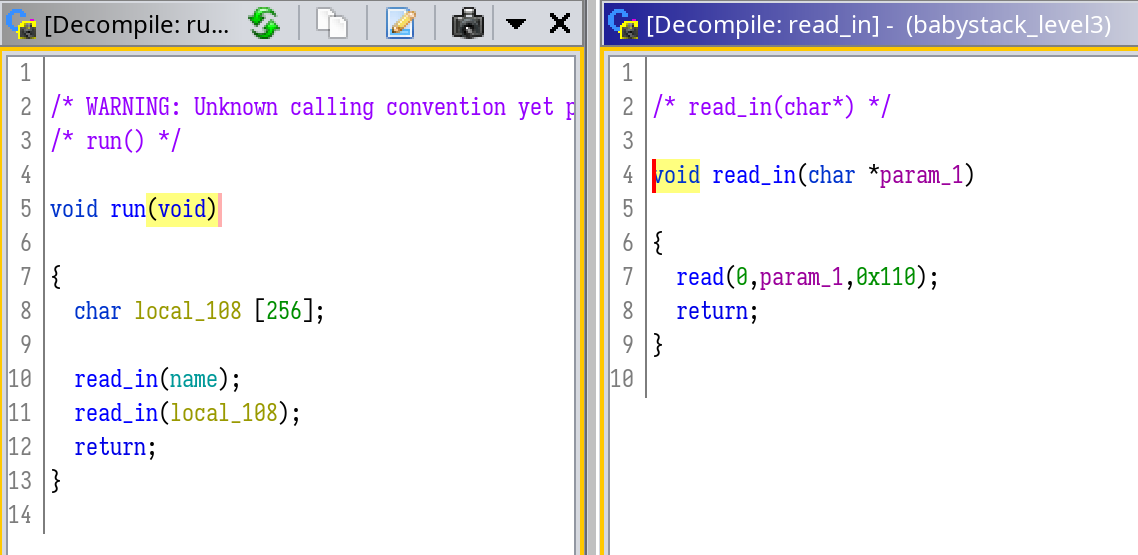 [Decompile: ru...
1
2 /* WARNING: Unknown calling convention yet p
3 /* run() */
4
5 void run(void)
6
7 {
8 char local_108 [256];
9
10 read_in(name);
11 read_in(local_108);
12 return;
13 }
14
[Decompile: read_in] - (babystack_level3)
1
2 /* read_in(char*) */
3
4 void read_in(char *param_1)
5
6 {
7 read(0,param_1,0x110);
8 return;
9 }
10